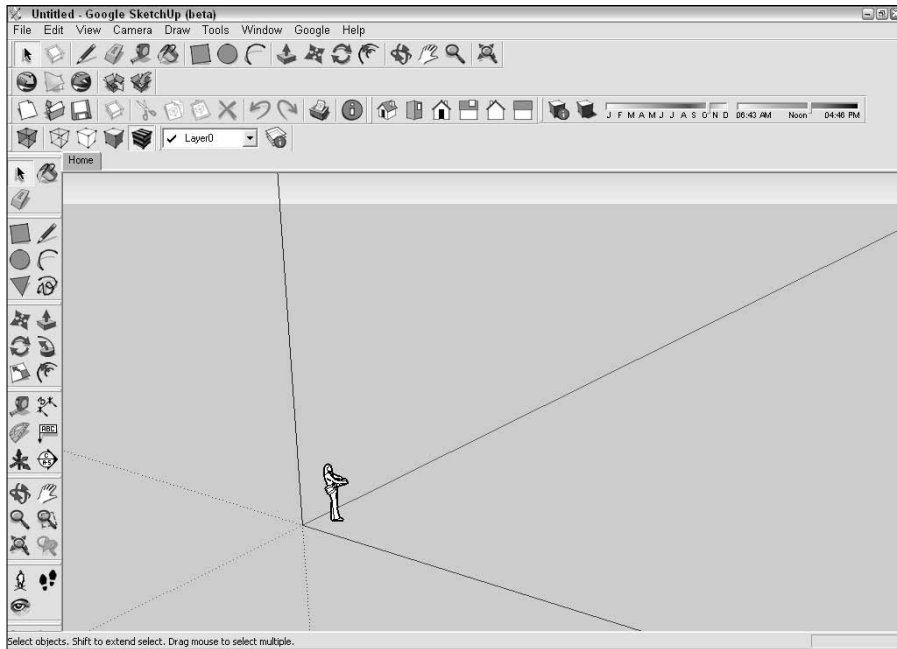 Untitled - Google SketchUp (beta)
File Edit View Camera Draw Tools Window Google Help
J F M A M J J A S O N D 06:43 AM Noon 04:46 PM
Layer0
Home
ABC
Select objects. Shift to extend select. Drag mouse to select multiple.